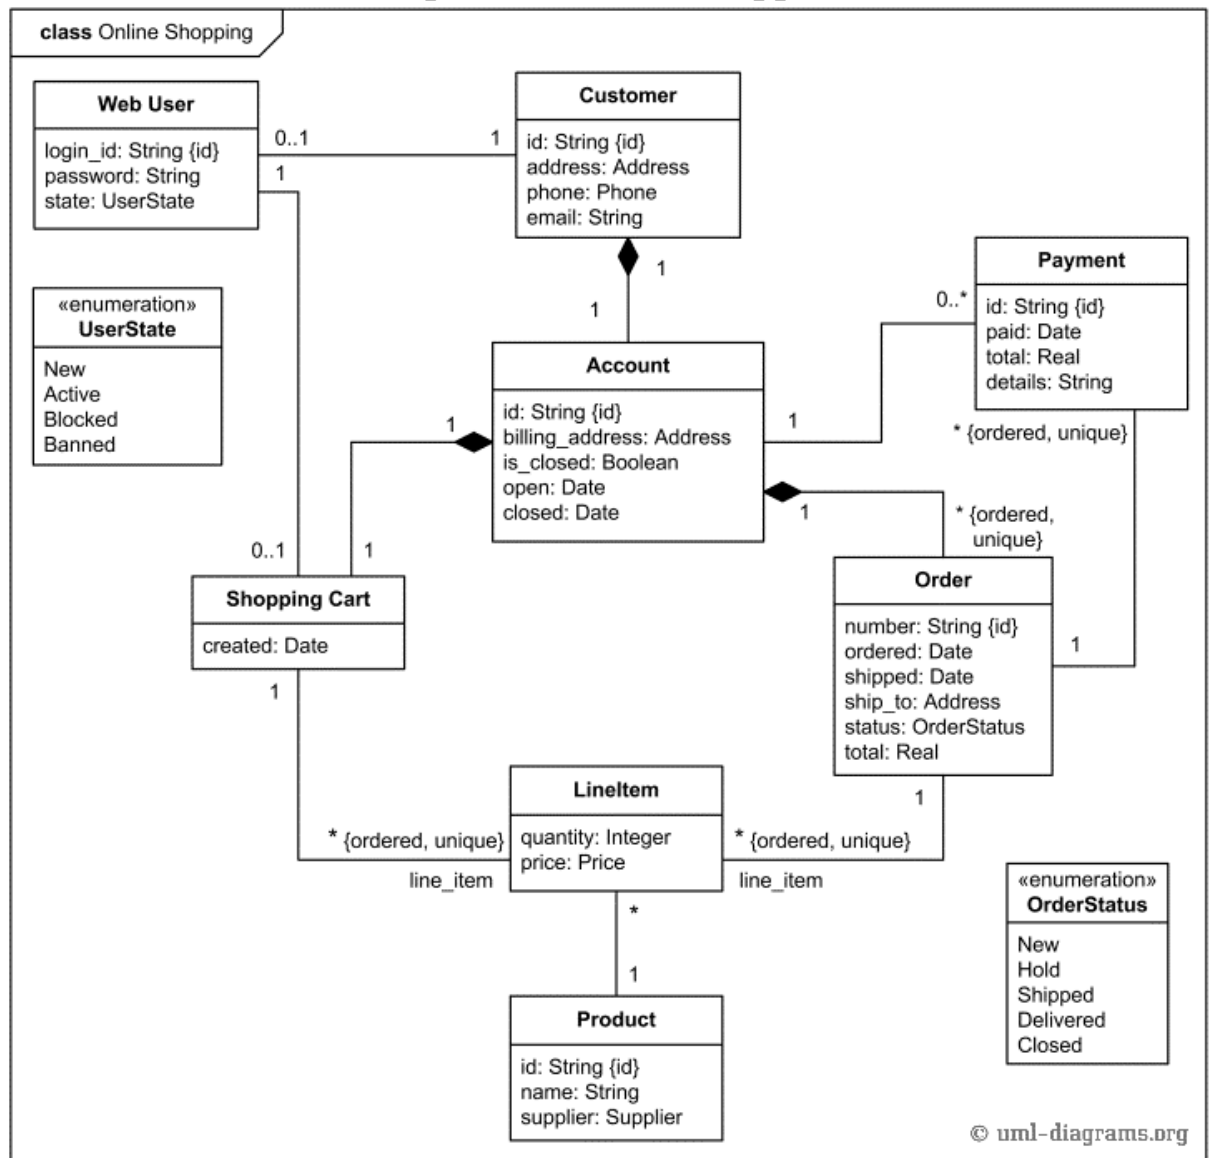 class Online Shopping
Web User
login_id: String {id}
password: String
state: UserState
0..1
1
1
Customer
id: String {id}
address: Address
phone: Phone
email: String
1
1
Payment
id: String {id}
paid: Date
total: Real
details: String
0..*
* {ordered, unique}
«enumeration»
UserState
New
Active
Blocked
Banned
Account
id: String {id}
billing_address: Address
is_closed: Boolean
open: Date
closed: Date
1
1
1
* {ordered,
unique}
0..1
1
Shopping Cart
created: Date
1
Order
number: String {id}
ordered: Date
shipped: Date
ship_to: Address
status: OrderStatus
total: Real
1
1
LineItem
quantity: Integer
price: Price
* {ordered, unique}
line_item
* {ordered, unique}
line_item
*
1
Product
id: String {id}
name: String
supplier: Supplier
«enumeration»
OrderStatus
New
Hold
Shipped
Delivered
Closed
© uml-diagrams.org